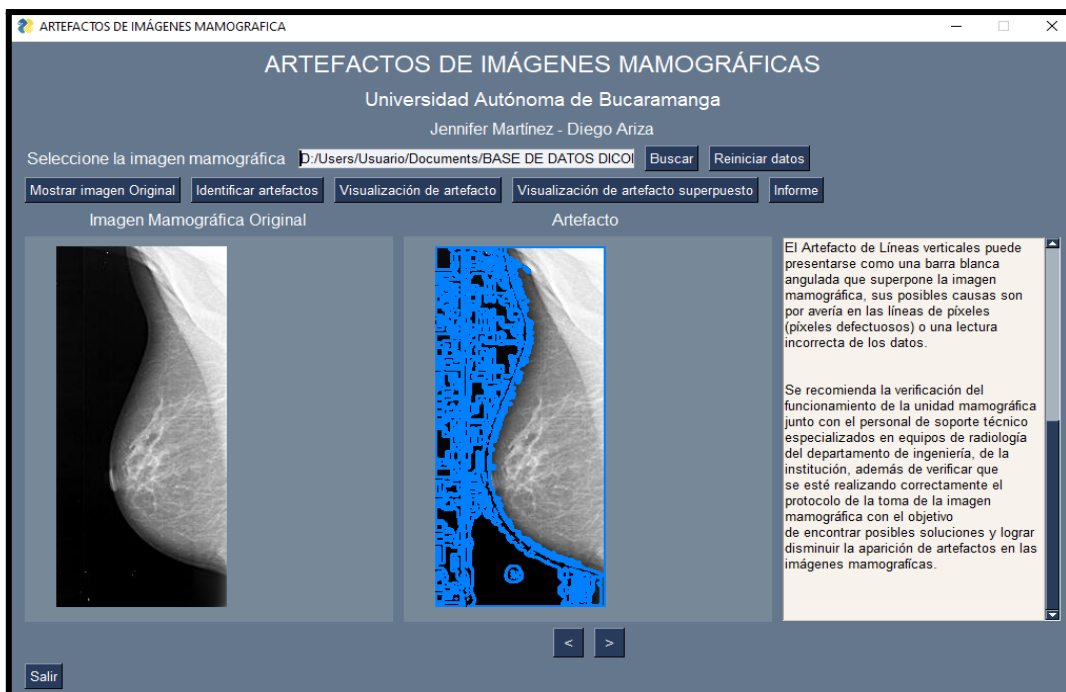 ARTEFACTOS DE IMÁGENES MAMOGRAFICA
ARTEFACTOS DE IMÁGENES MAMOGRÁFICAS
Universidad Autónoma de Bucaramanga
Jennifer Martínez - Diego Ariza
Seleccione la imagen mamográfica D:/Users/Usuario/Documents/BASE DE DATOS DICOI Buscar Reiniciar datos
Mostrar imagen Original Identificar artefactos Visualización de artefacto Visualización de artefacto superpuesto Informe
Imagen Mamográfica Original Artefacto
El Artefacto de Líneas verticales puede
presentarse como una barra blanca
angulada que superpone la imagen
mamográfica, sus posibles causas son
por avería en las líneas de píxeles
(píxeles defectuosos) o una lectura
incorrecta de los datos.
Se recomienda la verificación del
funcionamiento de la unidad mamográfica
junto con el personal de soporte técnico
especializados en equipos de radiología
del departamento de ingeniería, de la
institución, además de verificar que
se esté realizando correctamente el
protocolo de la toma de la imagen
mamográfica con el objetivo
de encontrar posibles soluciones y lograr
disminuir la aparición de artefactos en las
imágenes mamografícas.
< >
Salir